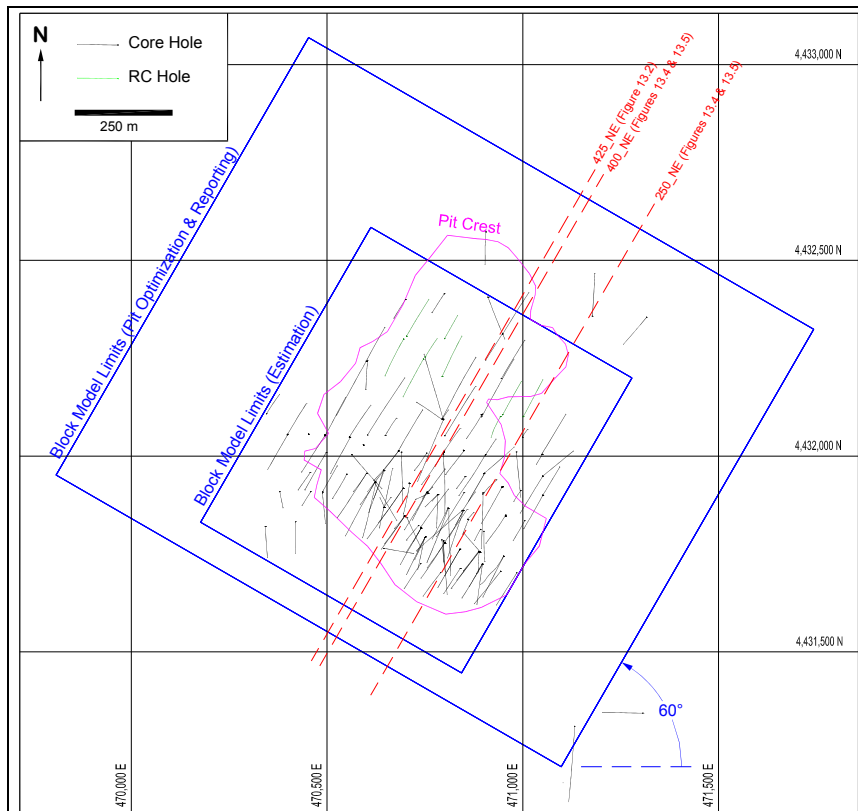 N
Core Hole
RC Hole
250 m
4,433,000 N
425_NE (Figure 13.2)
400_NE (Figures 13.4 & 13.5)
250_NE (Figures 13.4 & 13.5)
Block Model Limits (Pit Optimization & Reporting)
Pit Crest
4,432,500 N
Block Model Limits (Estimation)
4,432,000 N
4,431,500 N
60°
470,000 E
470,500 E
471,000 E
471,500 E